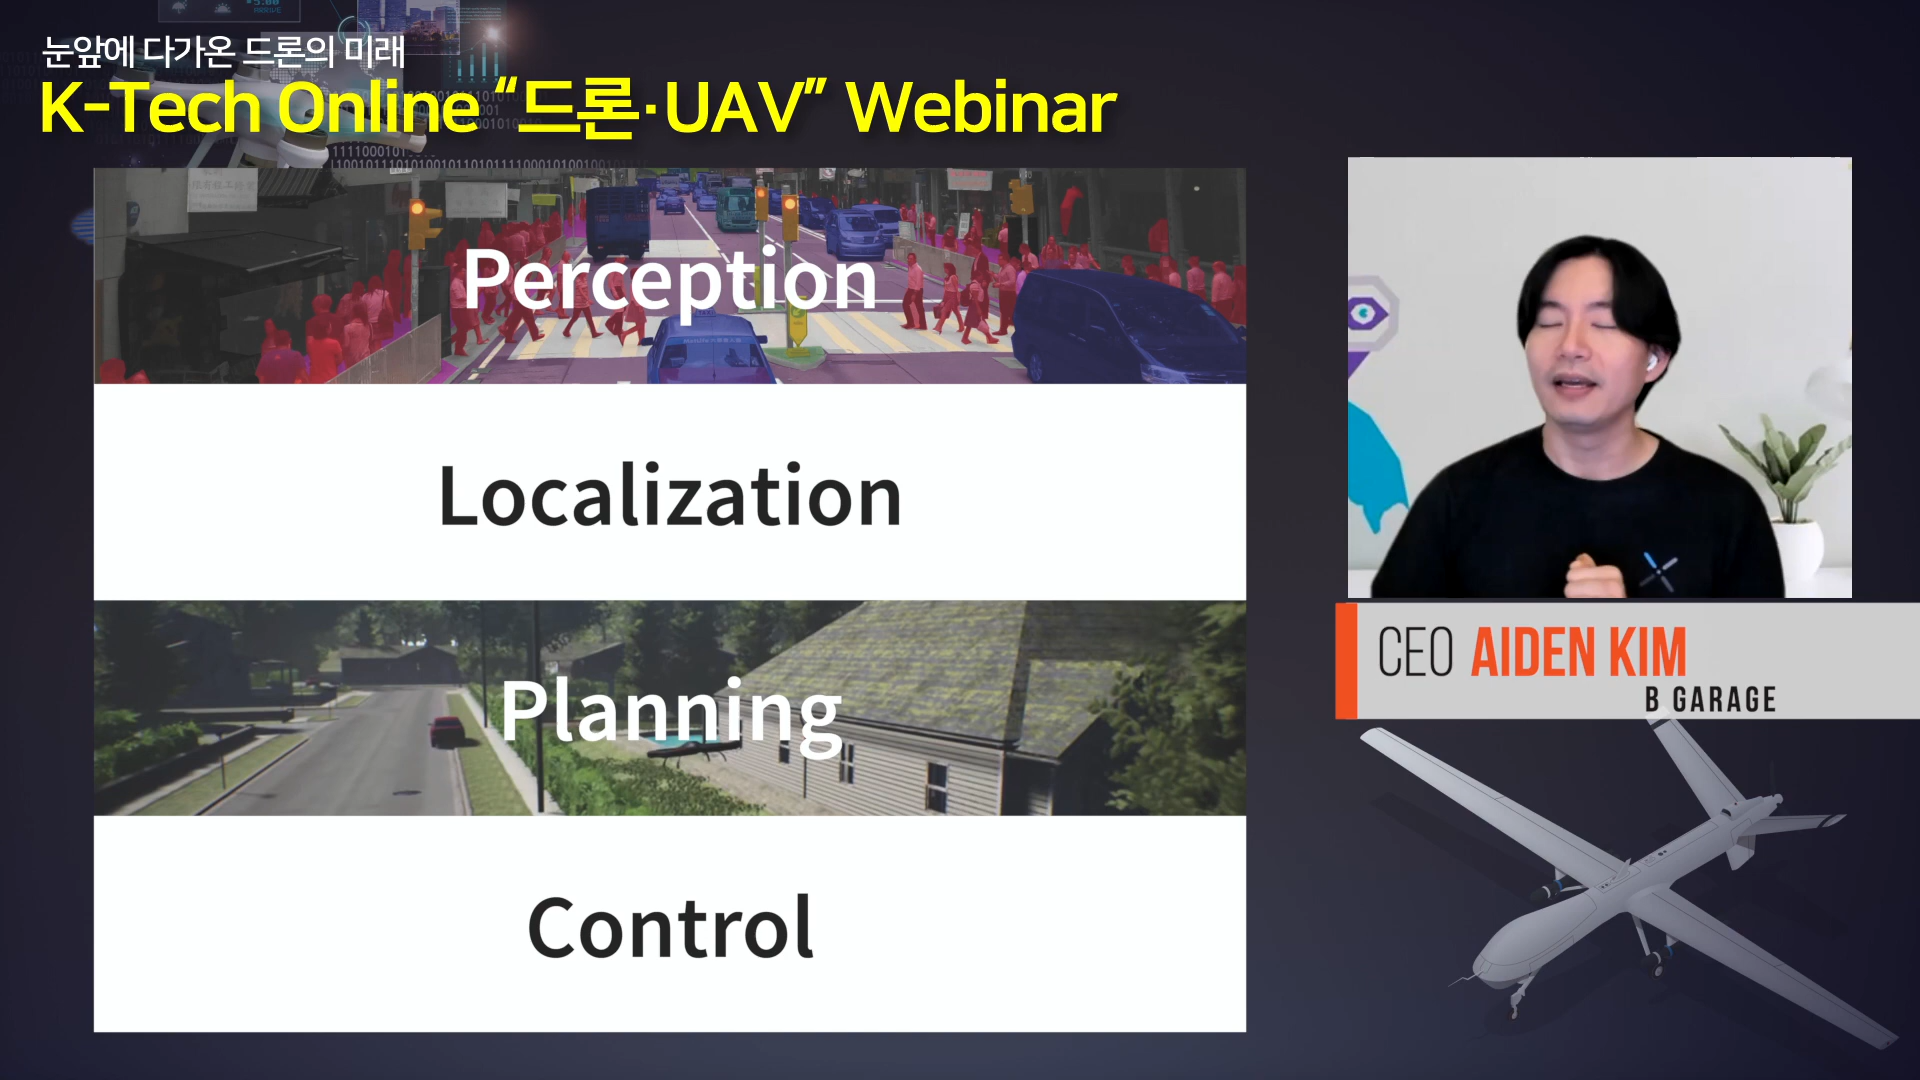 눈앞에 다가온 드론의 미래
K-Tech Online “드론·UAV” Webinar
Perception
Localization
Planning
Control
CEO AIDEN KIM
B GARAGE